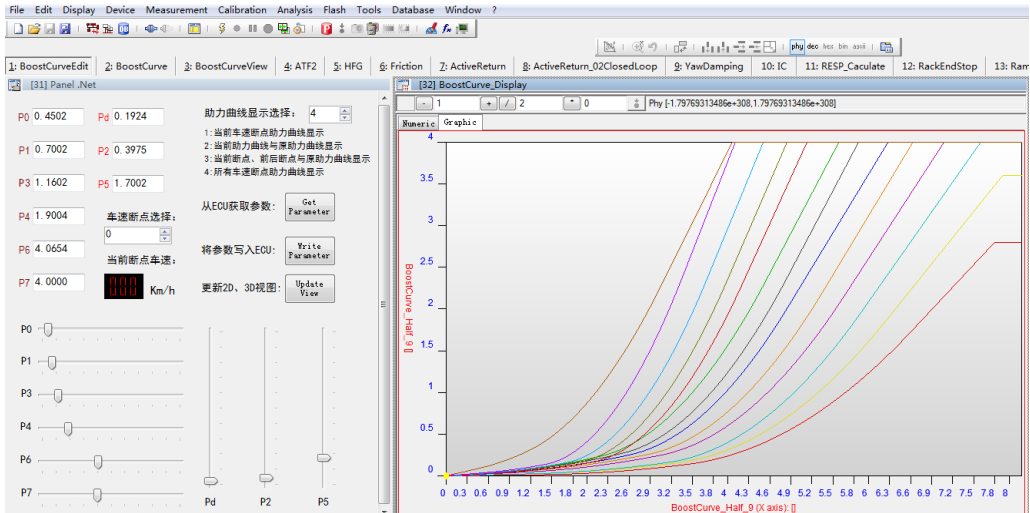 File Edit Display Device Measurement Calibration Analysis Flash Tools Database Window ?
phy dec hex bin ascii
1: BoostCurveEdit 2: BoostCurve 3: BoostCurveView 4: ATF2 5: HFG 6: Friction 7: ActiveReturn 8: ActiveReturn_02ClosedLoop 9: YawDamping 10: IC 11: RESP_Caculate 12: RackEndStop 13: Ram
[31] Panel .Net
P0 0.4502 Pd 0.1924
助力曲线显示选择: 4
1:当前车速断点助力曲线显示
2:当前助力曲线与原助力曲线显示
3:当前断点、前后断点与原助力曲线显示
4:所有车速断点助力曲线显示
P1 0.7002 P2 0.3975
P3 1.1602 P5 1.7002
从ECU获取参数: Get Parameter
P4 1.9004 车速断点选择:
0
P6 4.0654
将参数写入ECU: Write Parameter
当前断点车速:
P7 4.0000 000 Km/h
更新2D、3D视图: Update View
P0
P1
P3
P4
P6
P7
Pd P2 P5
[32] BoostCurve_Display
- 1 + / 2 * 0 Phy [-1.79769313486e+308,1.79769313486e+308]
Numeric Graphic
4
3.5
3
2.5
2
1.5
1
0.5
0
BoostCurve_Half_9 []
0 0.3 0.6 0.9 1.2 1.5 1.8 2 2.3 2.6 2.9 3.2 3.5 3.8 4 4.3 4.6 4.9 5.2 5.5 5.8 6 6.3 6.6 6.9 7.2 7.5 7.8 8
BoostCurve_Half_9 (X axis): []